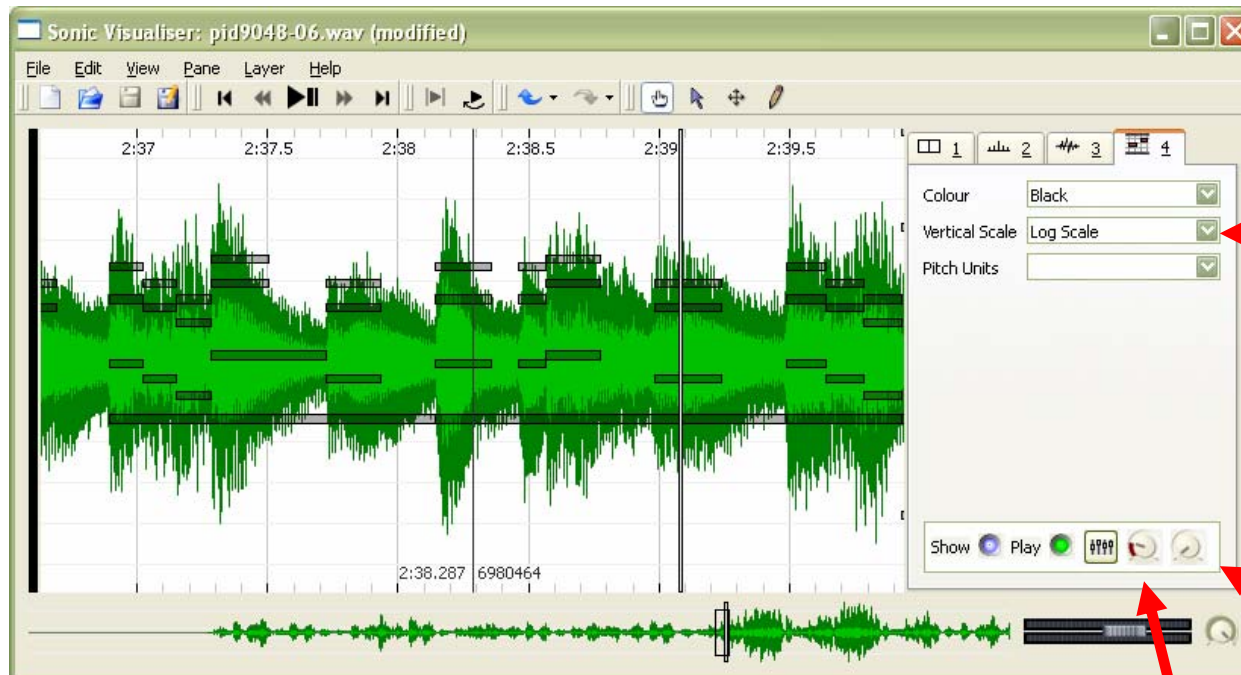 Sonic Visualiser: pid9048-06.wav (modified)
File Edit View Pane Layer Help
2:37 2:37.5 2:38 2:38.5 2:39 2:39.5
1 2 3 4
Colour Black
Vertical Scale Log Scale
Pitch Units
Show Play
2:38.287 6980464